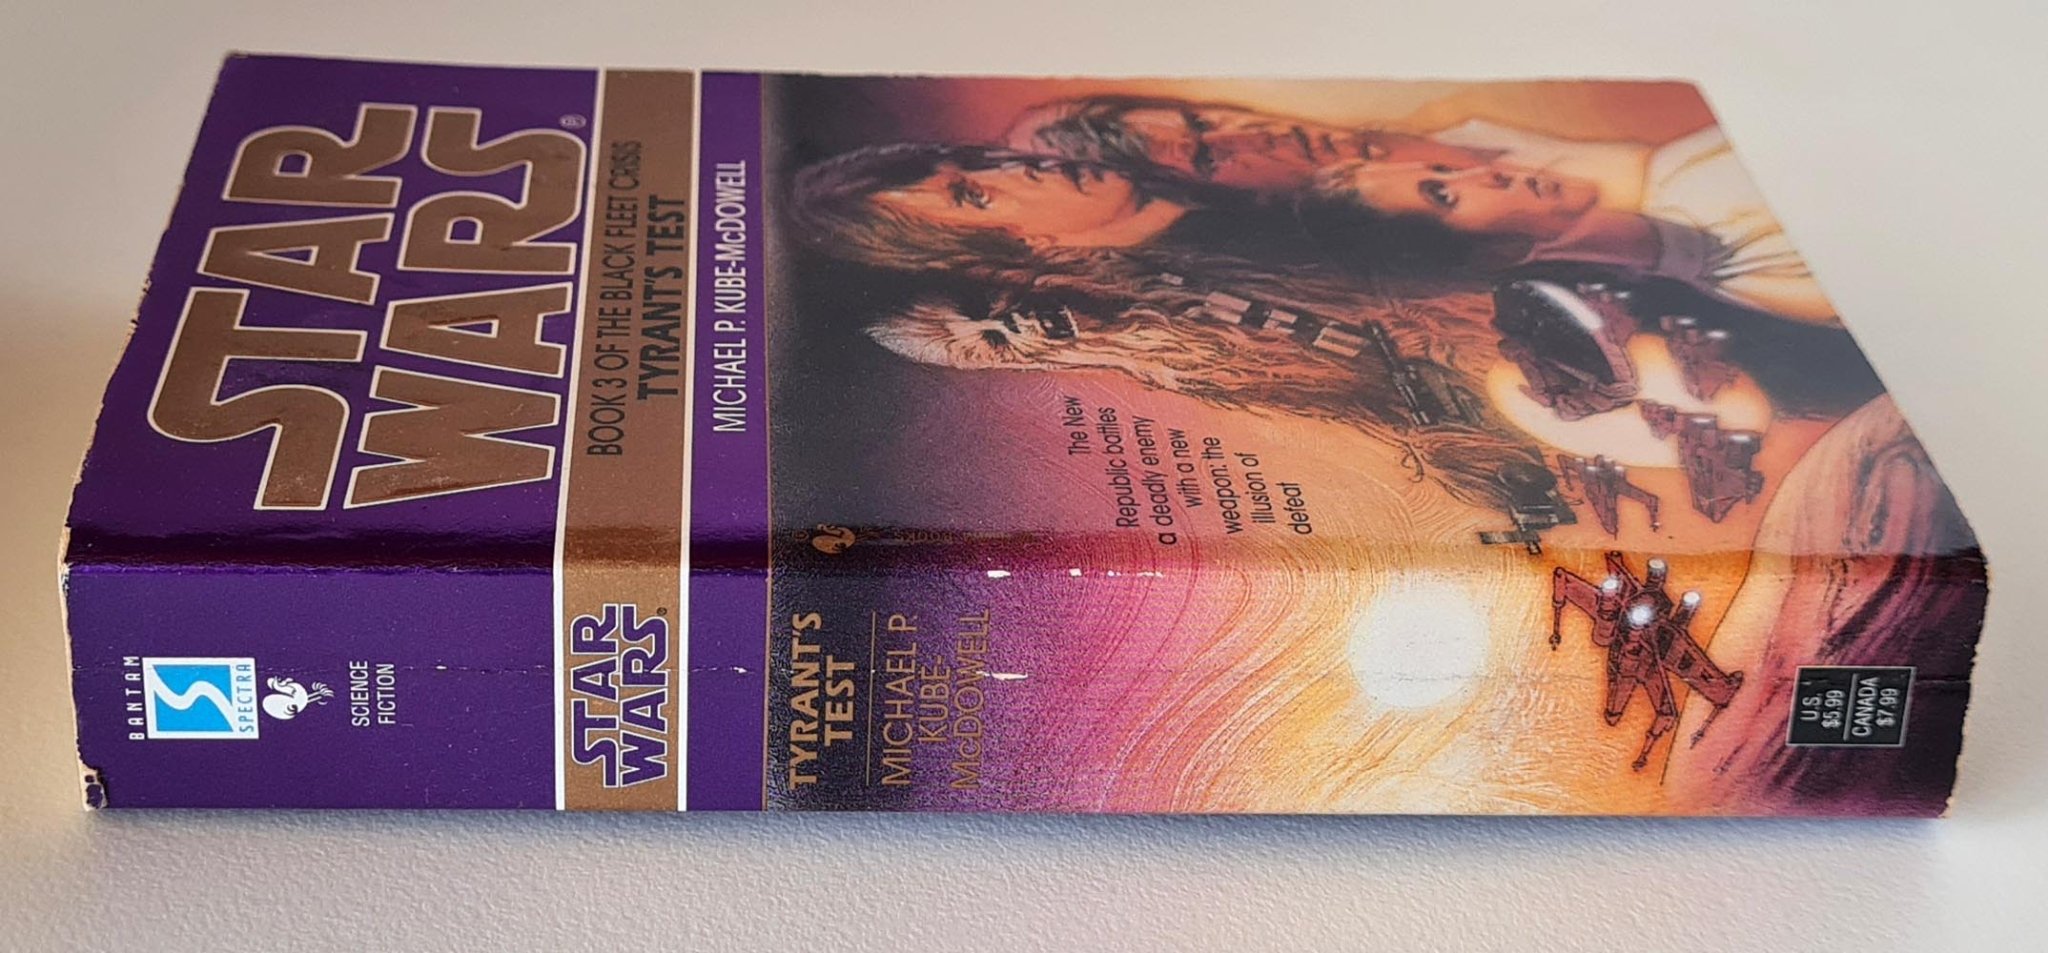 STAR
WARS®
BOOK 3 OF THE BLACK FLEET CRISIS
TYRANT'S TEST
MICHAEL P. KUBE-McDOWELL
The New
Republic battles
a deadly enemy
with a new
weapon: the
illusion of
defeat
BANTAM
SPECTRA
SCIENCE
FICTION
STAR
WARS®
TYRANT'S
TEST
MICHAEL P.
KUBE-
McDOWELL
U.S.
$5.99
CANADA
$7.99